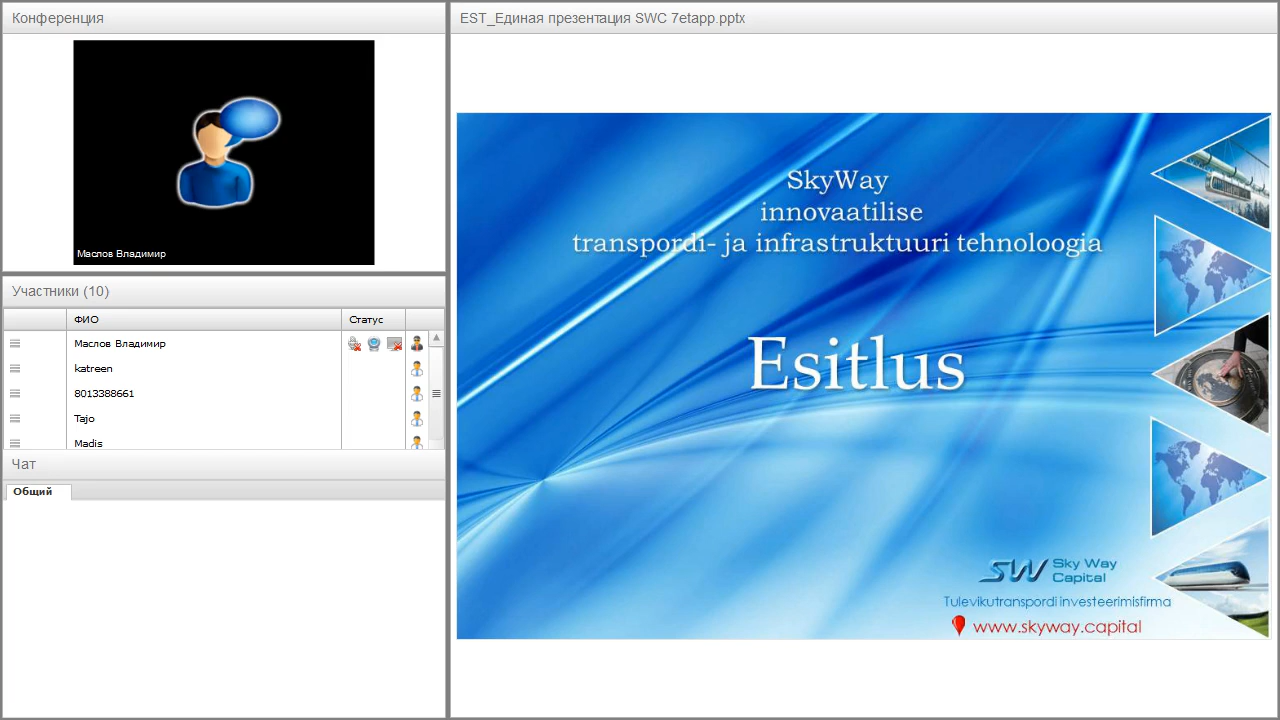 Конференция
Маслов Владимир
Участники (10)
ФИО Статус
Маслов Владимир
katreen
8013388661
Tajo
Madis
Чат
Общий
EST_Единая презентация SWC 7etapp.pptx
SkyWay
innovaatilise
transpordi- ja infrastruktuuri tehnoloogia
Esitlus
SW Sky Way
Capital
Tulevikutranspordi investeerimisfirma
www.skyway.capital